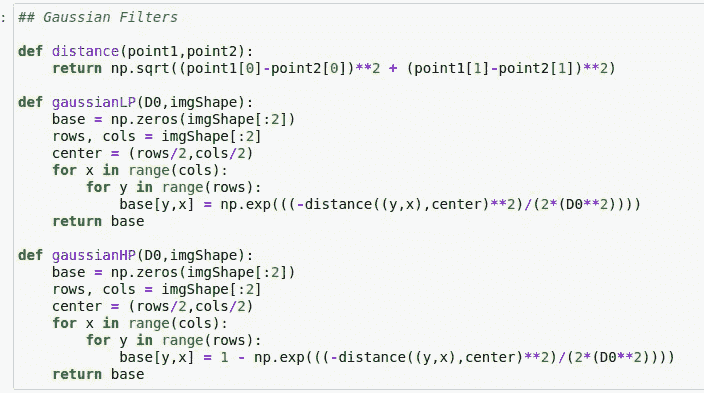 : ## Gaussian Filters
def distance(point1,point2):
    return np.sqrt((point1[0]-point2[0])**2 + (point1[1]-point2[1])**2)
def gaussianLP(D0,imgShape):
    base = np.zeros(imgShape[:2])
    rows, cols = imgShape[:2]
    center = (rows/2,cols/2)
    for x in range(cols):
        for y in range(rows):
            base[y,x] = np.exp(((-distance((y,x),center)**2)/(2*(D0**2))))
    return base
def gaussianHP(D0,imgShape):
    base = np.zeros(imgShape[:2])
    rows, cols = imgShape[:2]
    center = (rows/2,cols/2)
    for x in range(cols):
        for y in range(rows):
            base[y,x] = 1 - np.exp(((-distance((y,x),center)**2)/(2*(D0**2))))
    return base